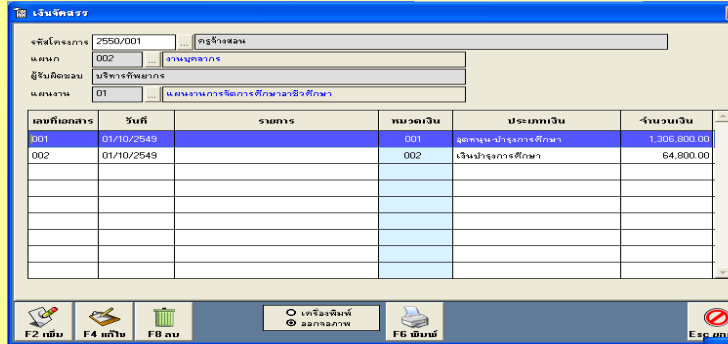 เงินจัดสรร
รหัสโครงการ 2550/001 ... ครูจ้างสอน
แผนก 002 ... งานบุคลากร
ผู้รับผิดชอบ บริหารทัพยากร
แผนงาน 01 ... แผนงานการจัดการศึกษาอาชีวศึกษา
เลขที่เอกสาร วันที่ รายการ หมวดเงิน ประเภทเงิน จำนวนเงิน
001 01/10/2549 001 อุดหนุน-บำรุงการศึกษา 1,306,800.00
002 01/10/2549 002 เงินบำรุงการศึกษา 64,800.00
เครื่องพิมพ์
ออกจอภาพ
F2 เพิ่ม F4 แก้ไข F8 ลบ F6 พิมพ์